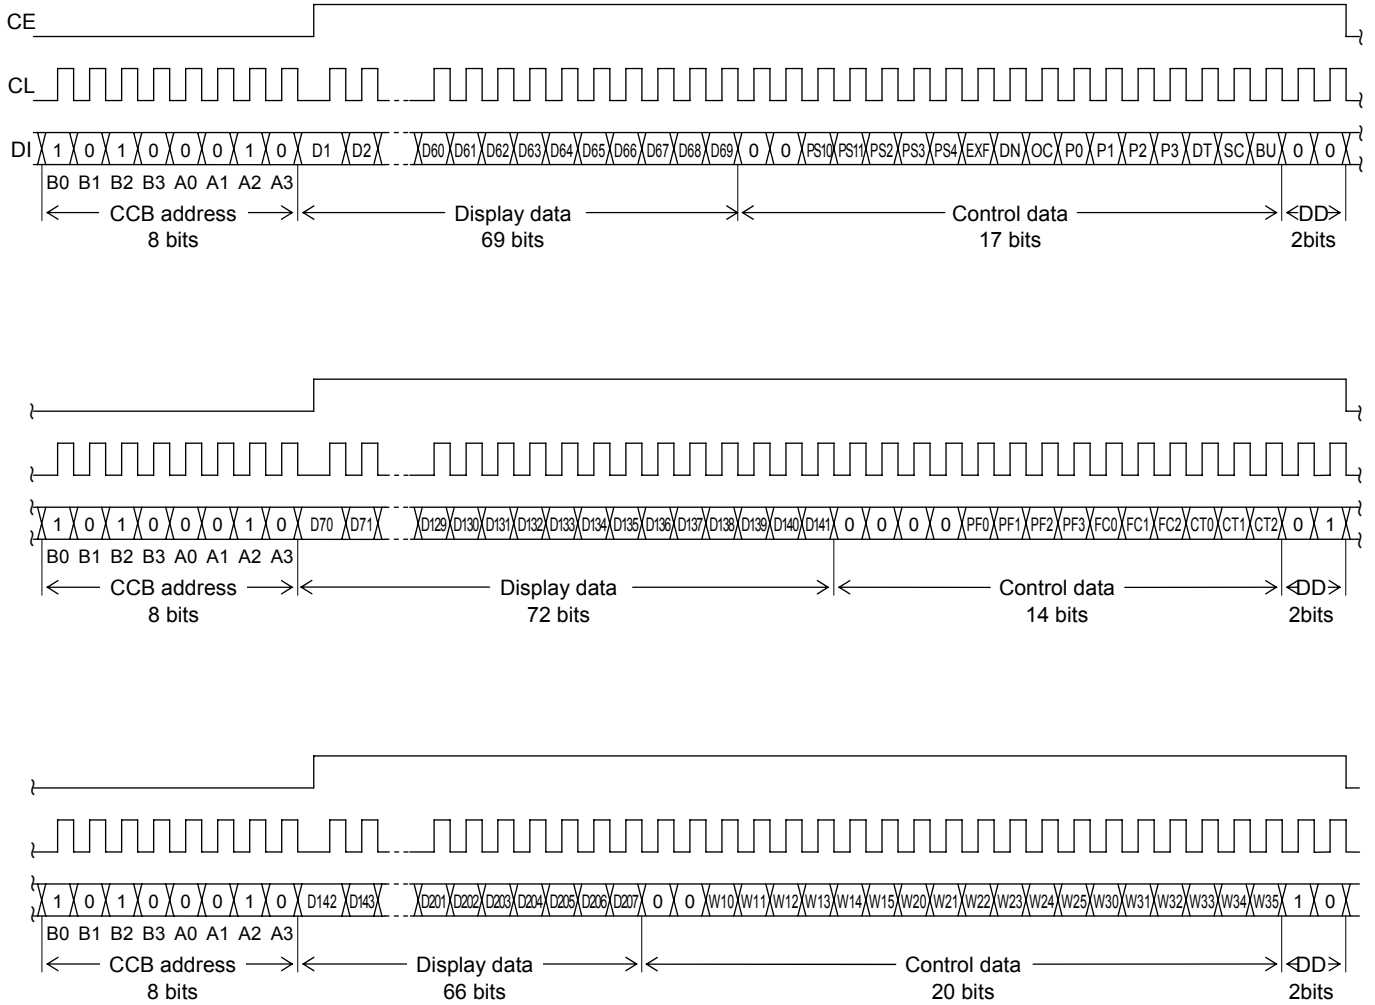 CE
CL
DI 1 0 1 0 0 0 1 0 D1 D2 D60 D61 D62 D63 D64 D65 D66 D67 D68 D69 0 0 PS10 PS11 PS2 PS3 PS4 EXF DN OC P0 P1 P2 P3 DT SC BU 0 0
B0 B1 B2 B3 A0 A1 A2 A3
CCB address Display data Control data DD
8 bits 69 bits 17 bits 2bits
1 0 1 0 0 0 1 0 D70 D71 D129 D130 D131 D132 D133 D134 D135 D136 D137 D138 D139 D140 D141 0 0 0 0 PF0 PF1 PF2 PF3 FC0 FC1 FC2 CT0 CT1 CT2 0 1
B0 B1 B2 B3 A0 A1 A2 A3
CCB address Display data Control data DD
8 bits 72 bits 14 bits 2bits
1 0 1 0 0 0 1 0 D142 D143 D201 D202 D203 D204 D205 D206 D207 0 0 W10 W11 W12 W13 W14 W15 W20 W21 W22 W23 W24 W25 W30 W31 W32 W33 W34 W35 1 0
B0 B1 B2 B3 A0 A1 A2 A3
CCB address Display data Control data DD
8 bits 66 bits 20 bits 2bits